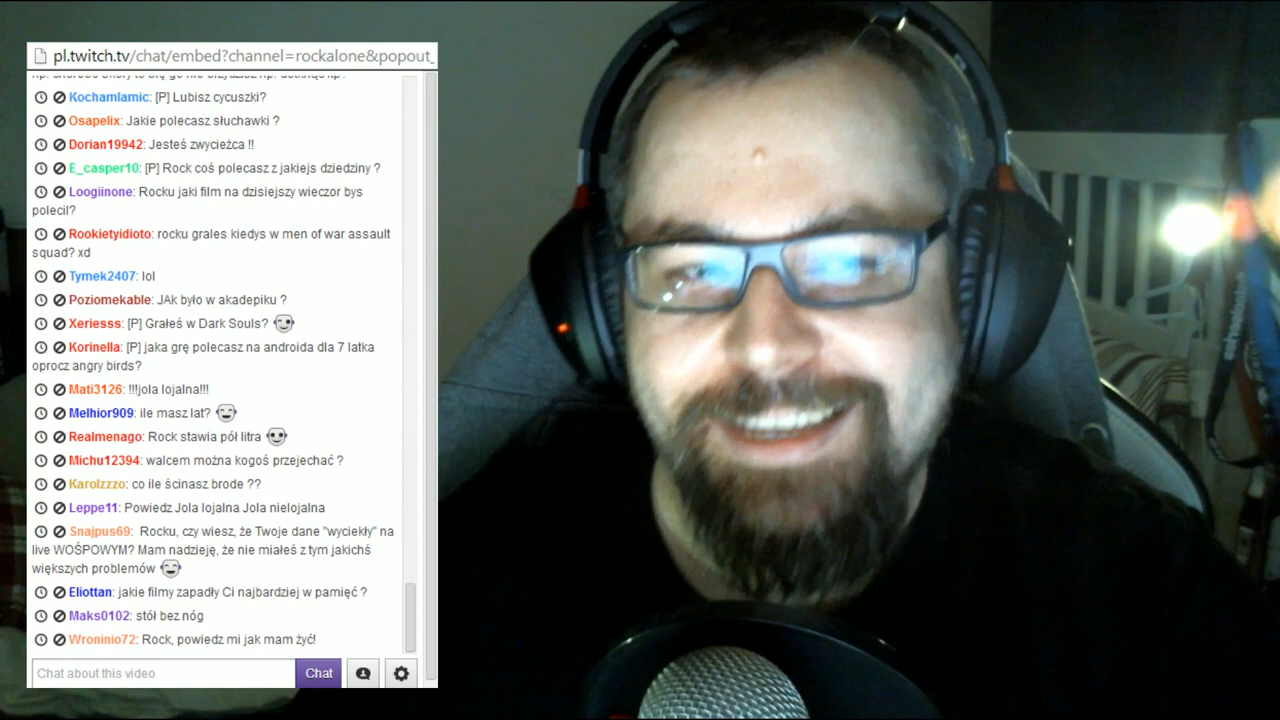 pl.twitch.tv/chat/embed?channel=rockalone&popout_
Kochamlamic: [P] Lubisz cycuszki?
Osapelix: Jakie polecasz słuchawki ?
Dorian19942: Jesteś zwycieźca !!
E_casper10: [P] Rock coś polecasz z jakiejs dziedziny ?
Loogiinone: Rocku jaki film na dzisiejszy wieczor bys
polecil?
Rookietyidioto: rocku grales kiedys w men of war assault
squad? xd
Tymek2407: lol
Poziomekable: JAk było w akadepiku ?
Xeriesss: [P] Grałeś w Dark Souls?
Korinella: [P] jaka grę polecasz na androida dla 7 latka
oprocz angry birds?
Mati3126: !!!jola lojalna!!!
Melhior909: ile masz lat?
Realmenago: Rock stawia pół litra
Michu12394: walcem można kogoś przejechać ?
Karolzzzo: co ile ścinasz brode ??
Leppe11: Powiedz Jola lojalna Jola nielojalna
Snajpus69: Rocku, czy wiesz, że Twoje dane "wyciekły" na
live WOŚPOWYM? Mam nadzieję, że nie miałeś z tym jakichś
większych problemów
Eliottan: jakie filmy zapadły Ci najbardziej w pamięć ?
Maks0102: stół bez nóg
Wroninio72: Rock, powiedz mi jak mam żyć!
Chat about this video
Chat